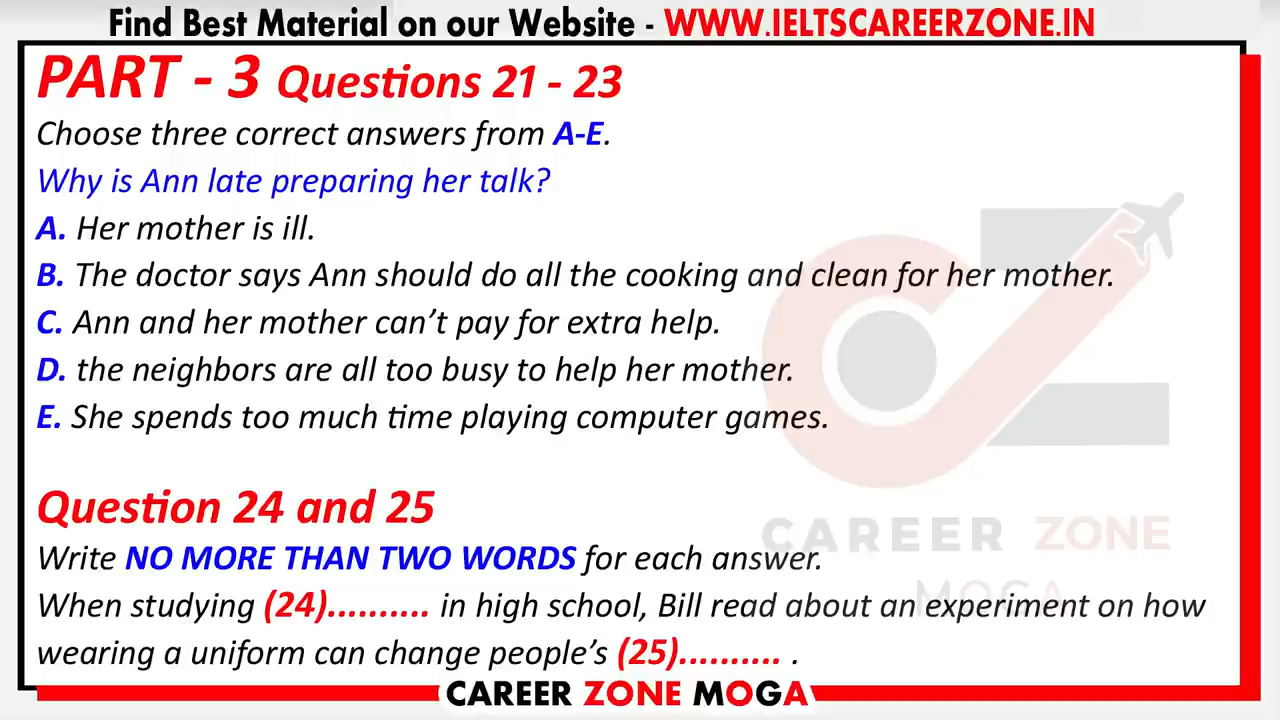 Find Best Material on our Website - WWW.IELTSCAREERZONE.IN
PART - 3 Questions 21 - 23
Choose three correct answers from A-E.
Why is Ann late preparing her talk?
A. Her mother is ill.
B. The doctor says Ann should do all the cooking and clean for her mother.
C. Ann and her mother can’t pay for extra help.
D. the neighbors are all too busy to help her mother.
E. She spends too much time playing computer games.
CAREER ZONE
MOGA
Question 24 and 25
Write NO MORE THAN TWO WORDS for each answer.
When studying (24).......... in high school, Bill read about an experiment on how
wearing a uniform can change people’s (25).......... .
CAREER ZONE MOGA